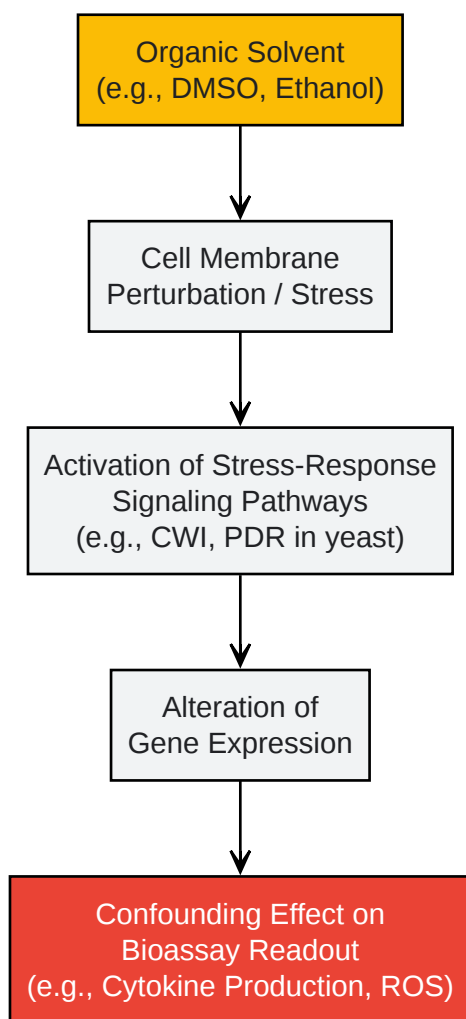 Organic Solvent
(e.g., DMSO, Ethanol)
Cell Membrane
Perturbation / Stress
Activation of Stress-Response
Signaling Pathways
(e.g., CWI, PDR in yeast)
Alteration of
Gene Expression
Confounding Effect on
Bioassay Readout
(e.g., Cytokine Production, ROS)